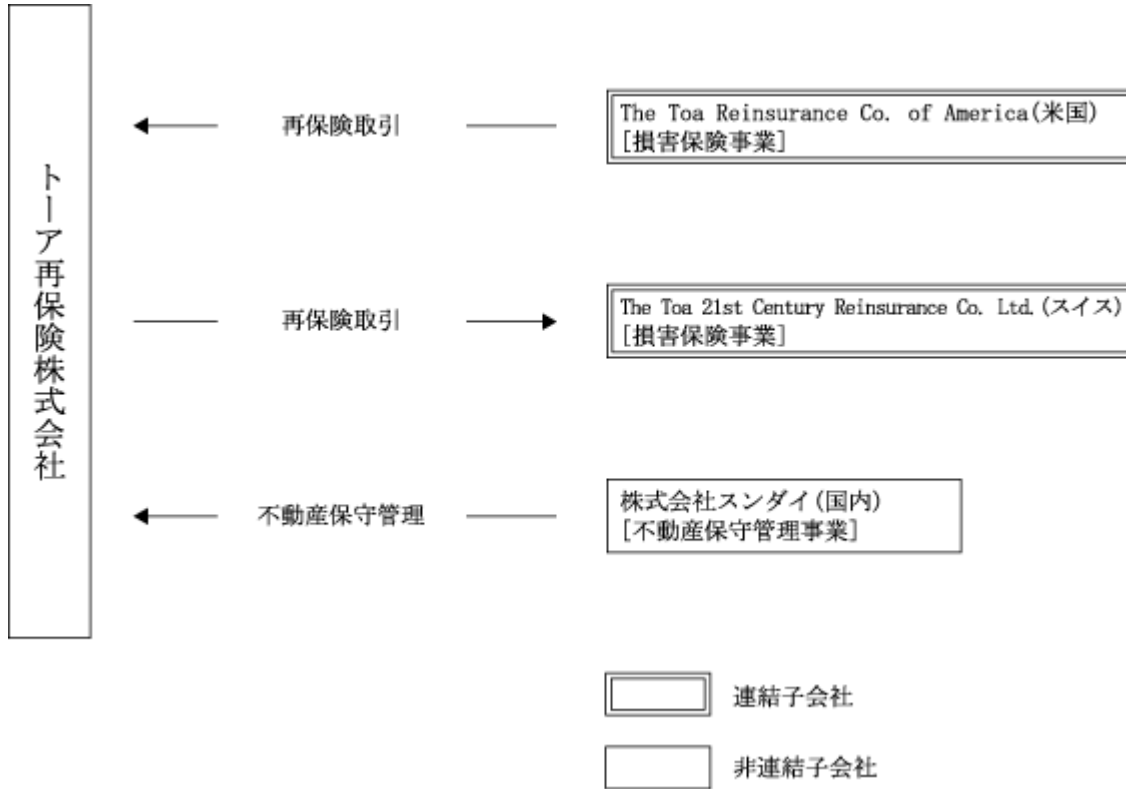 トーア再保険株式会社
再保険取引
The Toa Reinsurance Co. of America(米国)
[損害保険事業]
再保険取引
The Toa 21st Century Reinsurance Co. Ltd.(スイス)
[損害保険事業]
不動産保守管理
株式会社スンダイ(国内)
[不動産保守管理事業]
連結子会社
非連結子会社